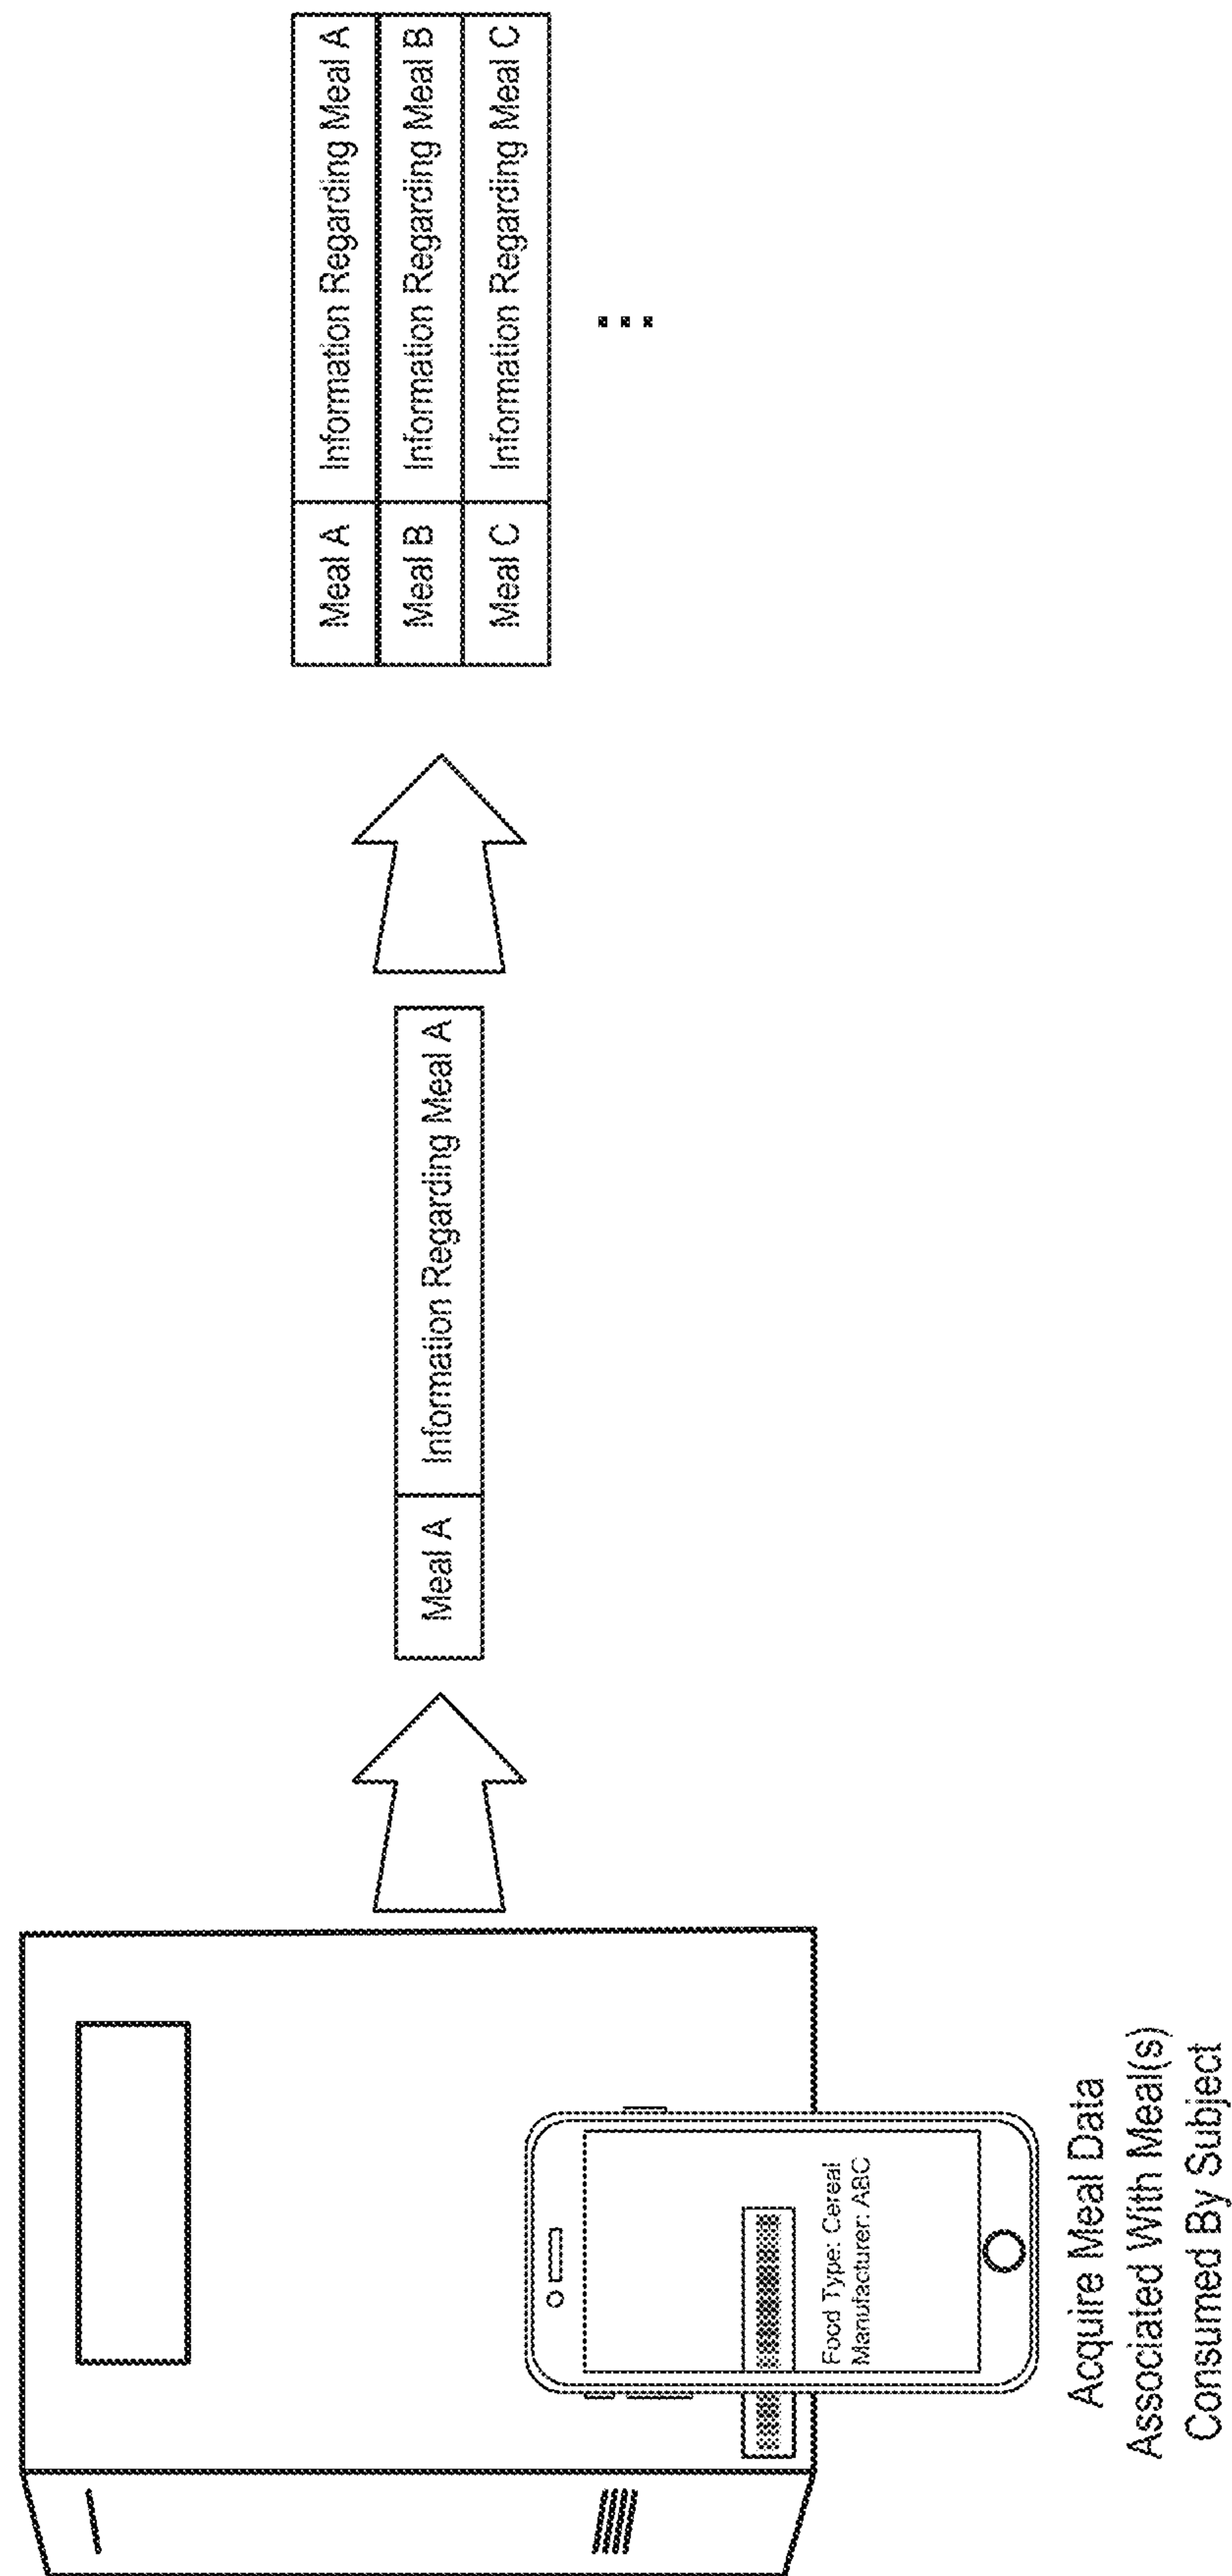 Food Type: Cereal
Manufacturer: ABC
Acquire Meal Data
Associated With Meal(s)
Consumed By Subject
Meal A Information Regarding Meal A
Meal A Information Regarding Meal A
Meal B Information Regarding Meal B
Meal C Information Regarding Meal C
...